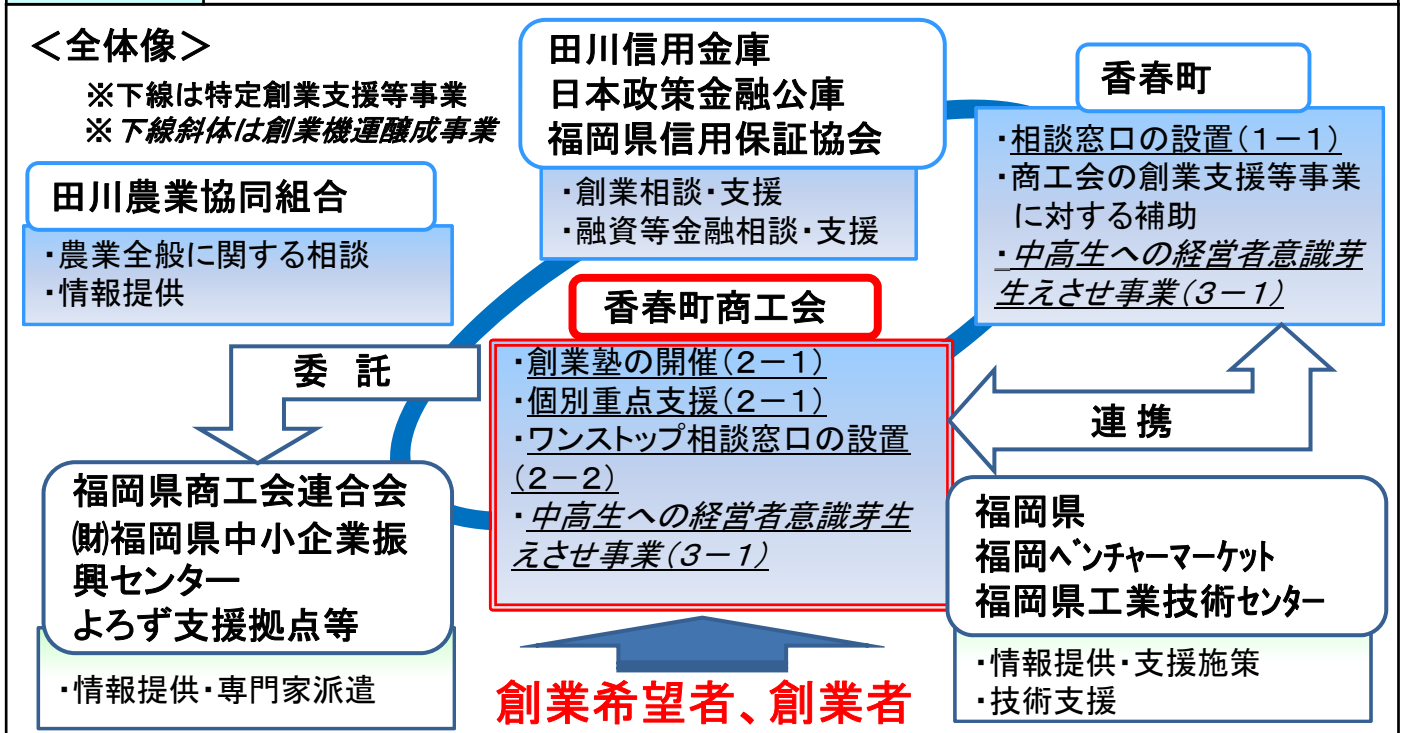 ＜全体像＞
※下線は特定創業支援等事業
※下線斜体は創業機運醸成事業
田川信用金庫
日本政策金融公庫
福岡県信用保証協会
・創業相談・支援
・融資等金融相談・支援
香春町
・相談窓口の設置（１－１）
・商工会の創業支援等事業
に対する補助
・中高生への経営者意識芽
生えさせ事業（３－１）
田川農業協同組合
・農業全般に関する相談
・情報提供
香春町商工会
・創業塾の開催（２－１）
・個別重点支援（２－１）
・ワンストップ相談窓口の設置
（２－２）
・中高生への経営者意識芽生
えさせ事業（３－１）
委 託
連 携
福岡県商工会連合会
㈶福岡県中小企業振
興センター
よろず支援拠点等
・情報提供・専門家派遣
福岡県
福岡ﾍﾞﾝﾁｬｰﾏｰｹｯﾄ
福岡県工業技術ｾﾝﾀｰ
・情報提供・支援施策
・技術支援
創業希望者、創業者